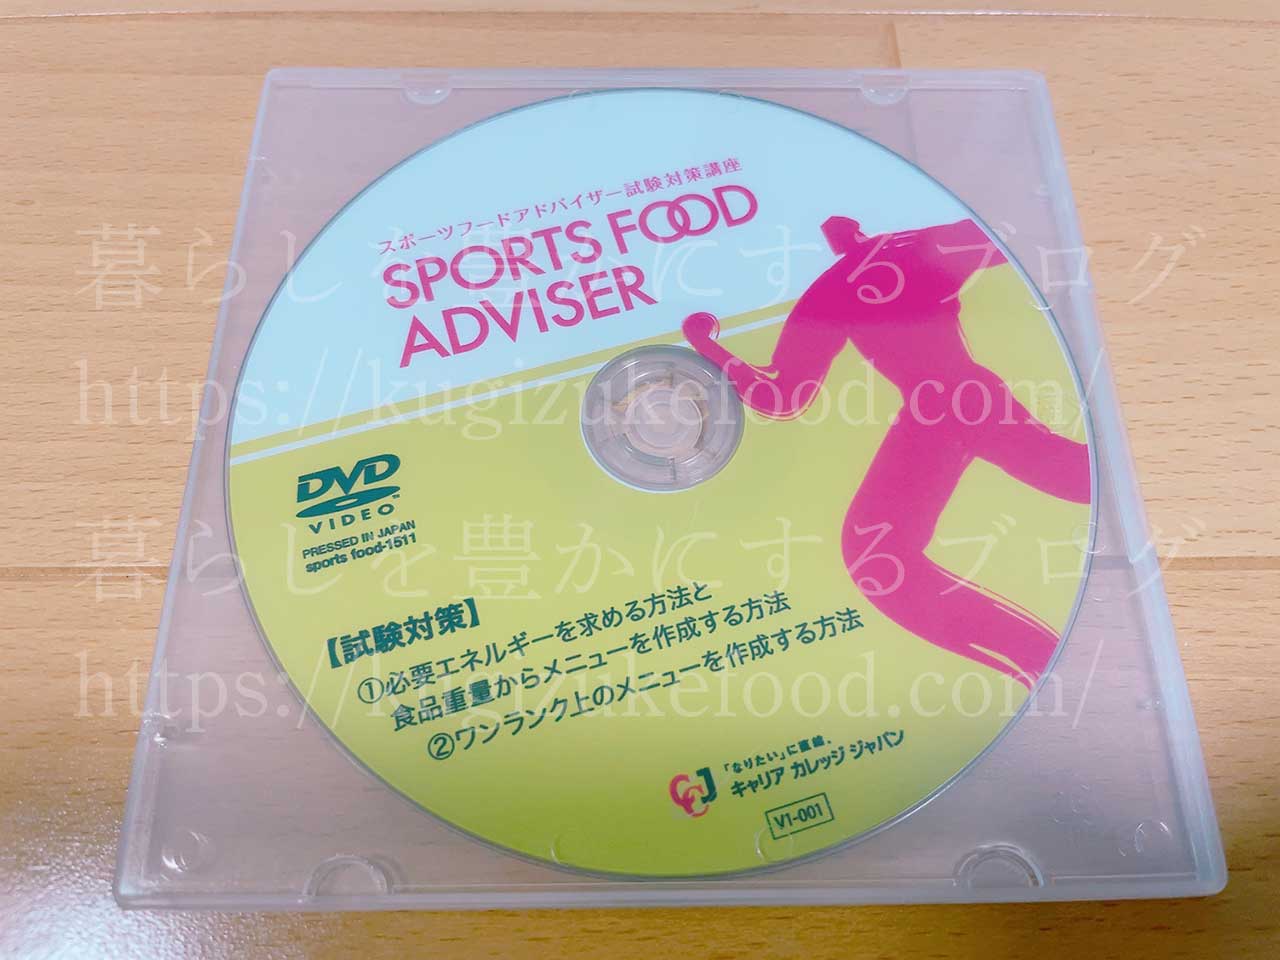 スポーツフードアドバイザー試験対策講座
SPORTS FOOD
ADVISER
暮らしを豊かにするブログ
https://kugizukefood.com/
DVD
VIDEO
TM
PRESSED IN JAPAN
sports food-1511
暮らしを豊かにするブログ
【試験対策】
①必要エネルギーを求める方法と
食品重量からメニューを作成する方法
②ワンランク上のメニューを作成する方法
https://kugizukefood.com/
CCJ
「なりたい」に直結。
キャリア カレッジ ジャパン
V1-001